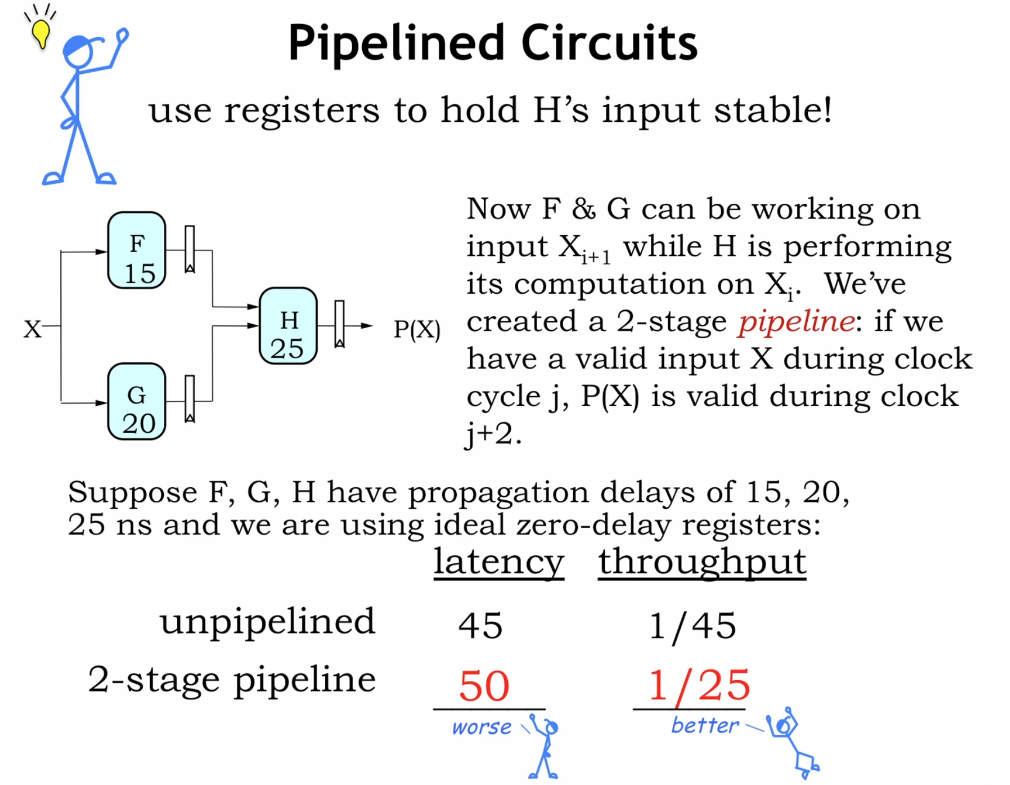 Pipelined Circuits
use registers to hold H’s input stable!
F
15
X
H
25
P(X)
G
20
Now F & G can be working on
input Xi+1 while H is performing
its computation on Xi. We’ve
created a 2-stage pipeline: if we
have a valid input X during clock
cycle j, P(X) is valid during clock
j+2.
Suppose F, G, H have propagation delays of 15, 20,
25 ns and we are using ideal zero-delay registers:
latency throughput
unpipelined 45 1/45
2-stage pipeline 50 1/25
worse better